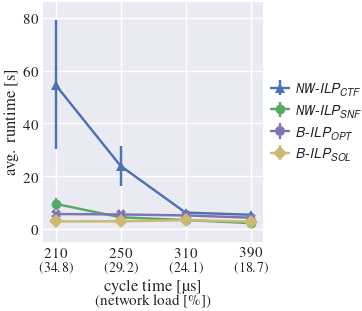 80
60
40
20
0
avg. runtime [s]
210 250 310 390
(34.8) (29.2) (24.1) (18.7)
cycle time [µs]
(network load [%])
NW-ILP_CTF
NW-ILP_SNF
B-ILP_OPT
B-ILP_SOL